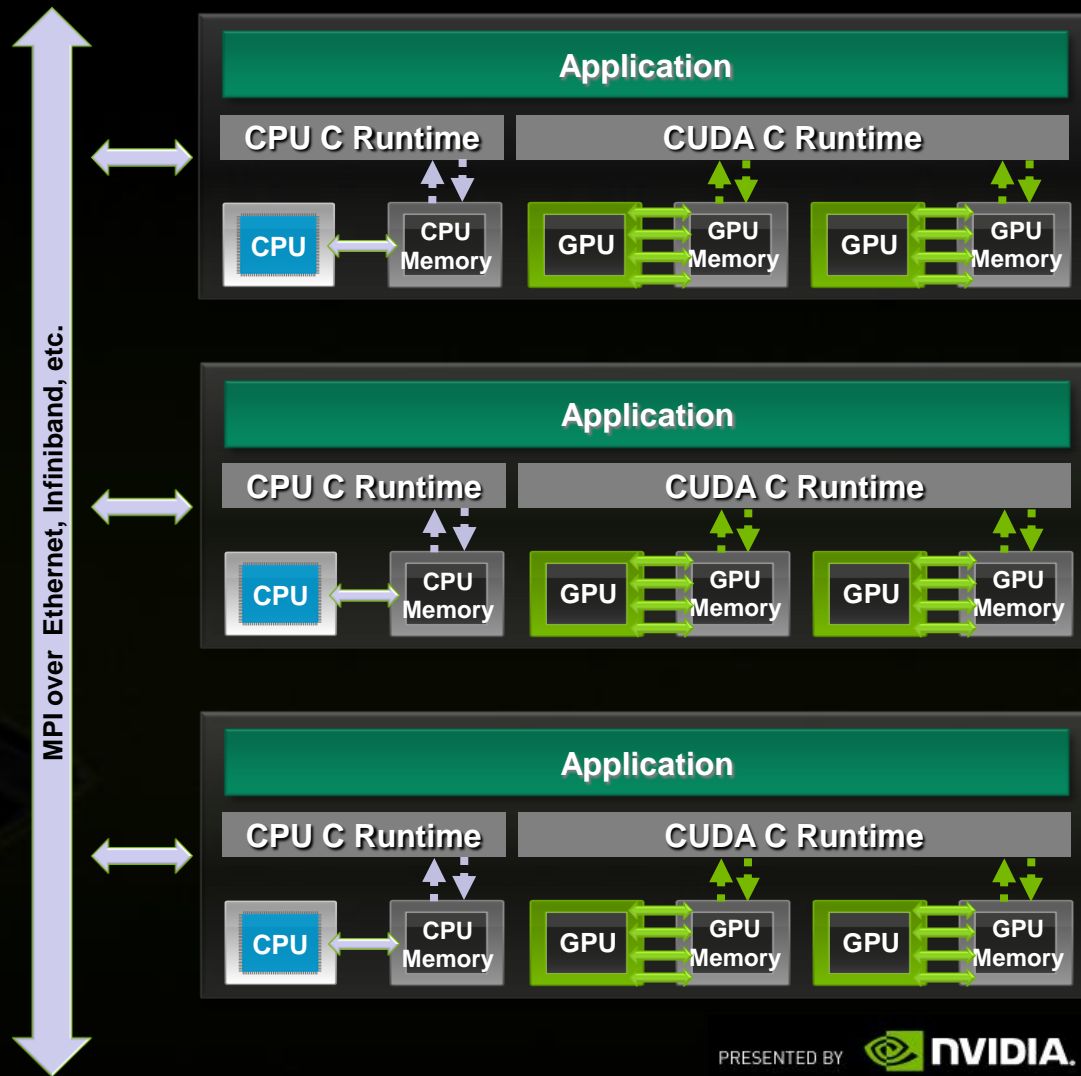 MPI over Ethernet, Infiniband, etc.
Application
CPU C Runtime
CUDA C Runtime
CPU
CPU
Memory
GPU
GPU
Memory
GPU
GPU
Memory
Application
CPU C Runtime
CUDA C Runtime
CPU
CPU
Memory
GPU
GPU
Memory
GPU
GPU
Memory
Application
CPU C Runtime
CUDA C Runtime
CPU
CPU
Memory
GPU
GPU
Memory
GPU
GPU
Memory
PRESENTED BY NVIDIA.